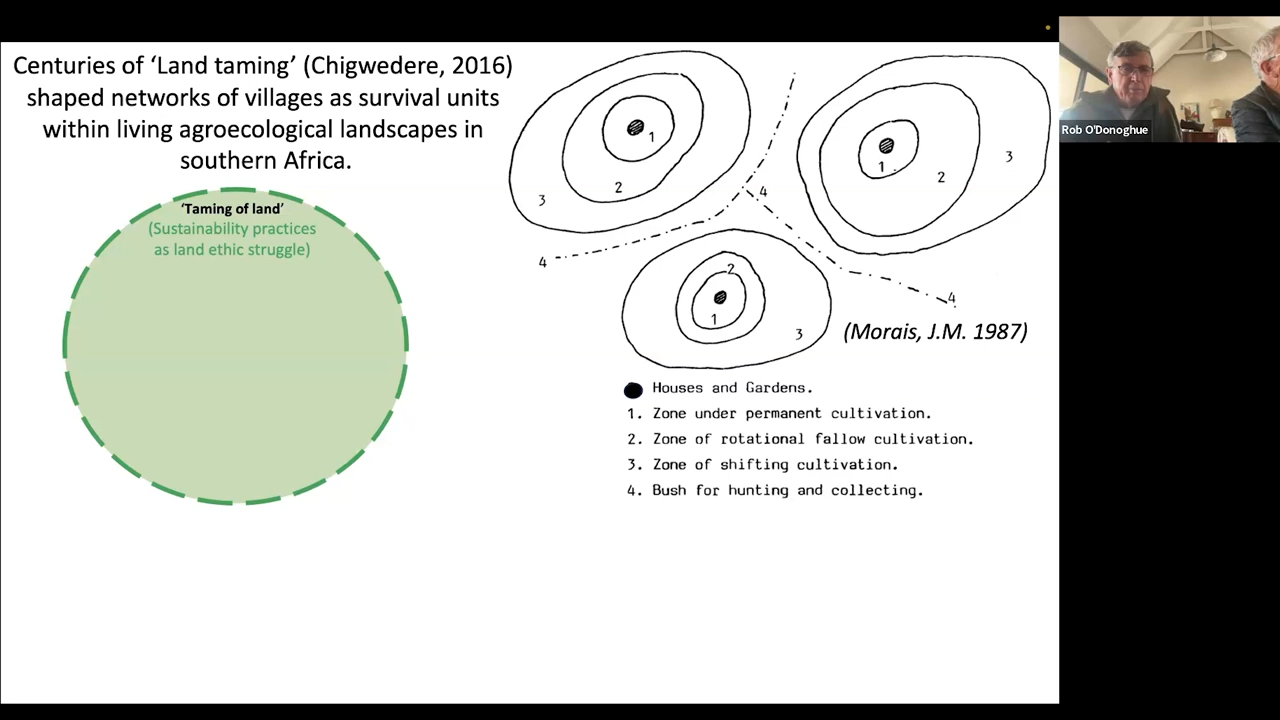 Centuries of ‘Land taming’ (Chigwedere, 2016)
shaped networks of villages as survival units
within living agroecological landscapes in
southern Africa.
‘Taming of land’
(Sustainability practices
as land ethic struggle)
1
2
3
4
1
2
3
4
2
1
3
4
(Morais, J.M. 1987)
Houses and Gardens.
1. Zone under permanent cultivation.
2. Zone of rotational fallow cultivation.
3. Zone of shifting cultivation.
4. Bush for hunting and collecting.
Rob O'Donoghue